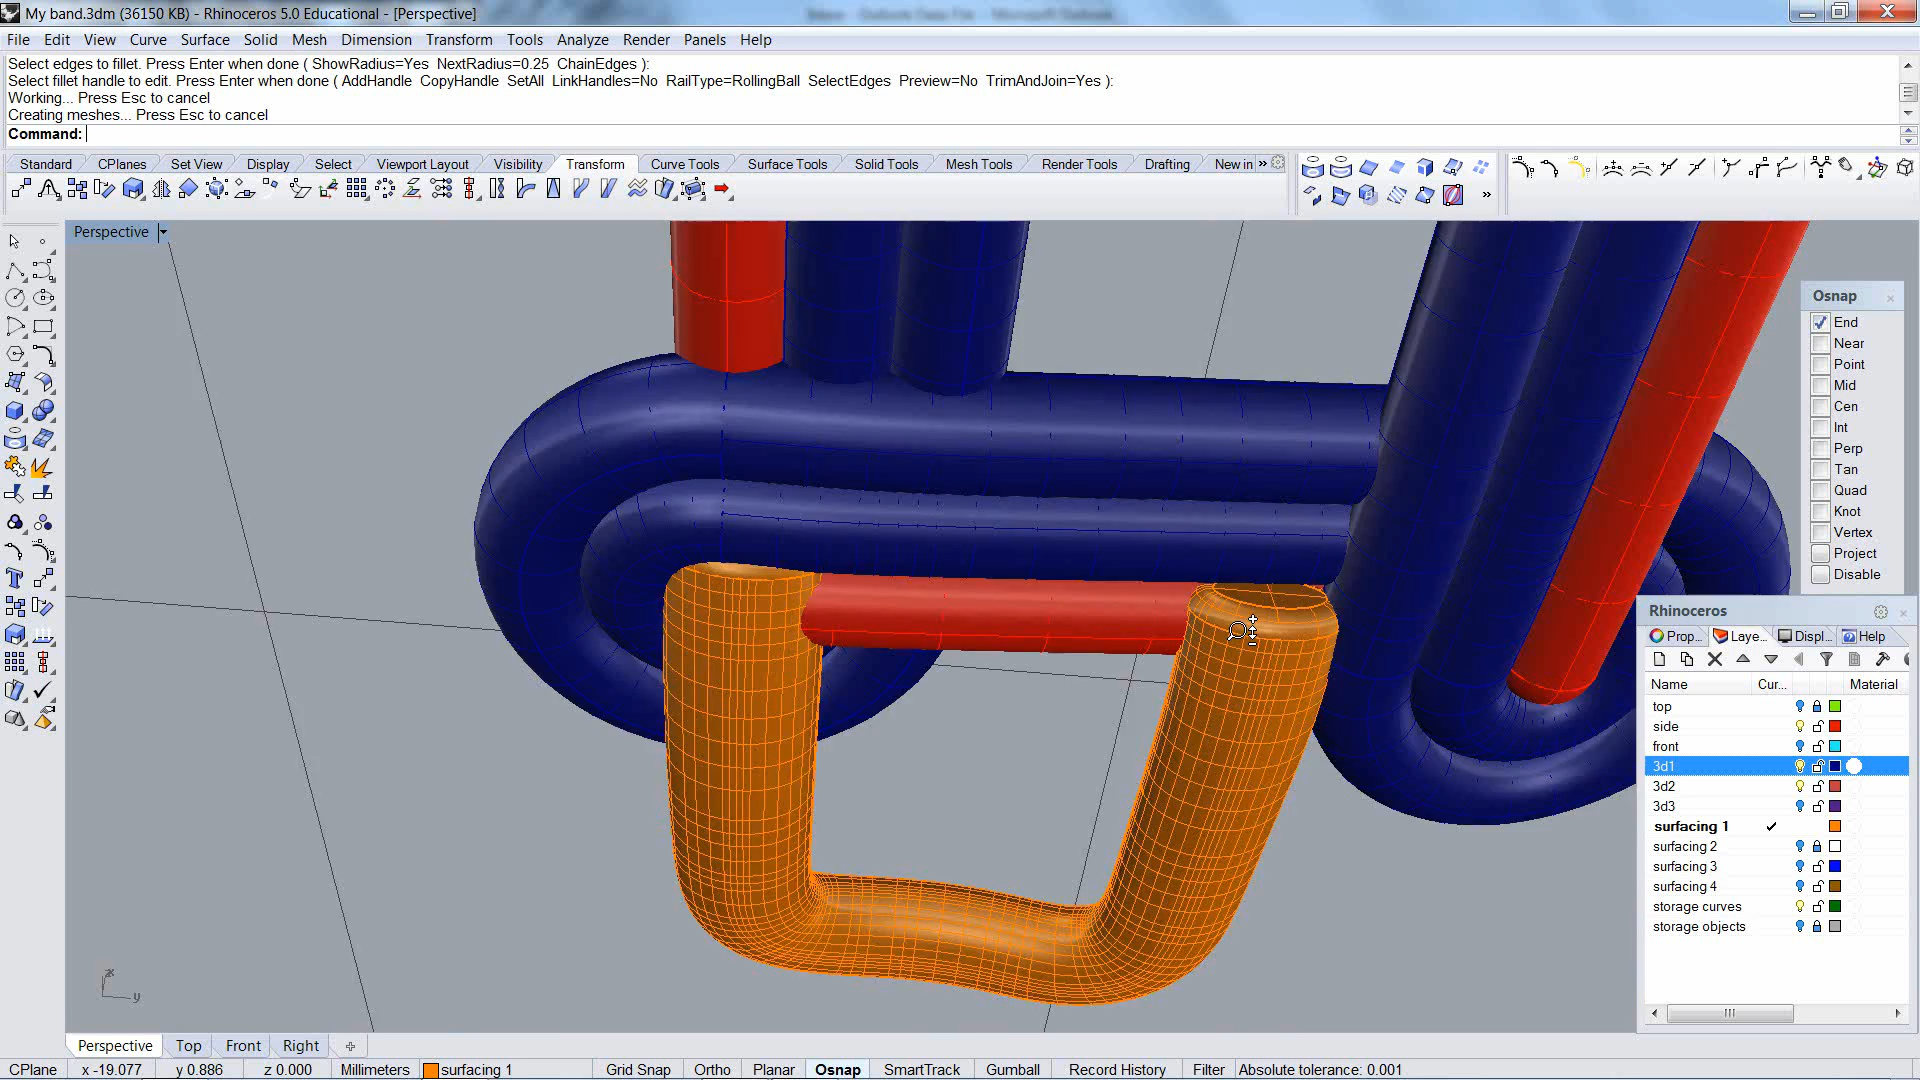 My band.3dm (36150 KB) - Rhinoceros 5.0 Educational - [Perspective]
File Edit View Curve Surface Solid Mesh Dimension Transform Tools Analyze Render Panels Help
Select edges to fillet. Press Enter when done ( ShowRadius=Yes NextRadius=0.25 ChainEdges ):
Select fillet handle to edit. Press Enter when done ( AddHandle CopyHandle SetAll LinkHandles=No RailType=RollingBall SelectEdges Preview=No TrimAndJoin=Yes ):
Working... Press Esc to cancel
Creating meshes... Press Esc to cancel
Command:
Standard CPlanes Set View Display Select Viewport Layout Visibility Transform Curve Tools Surface Tools Solid Tools Mesh Tools Render Tools Drafting New in »
Perspective
Osnap
End
Near
Point
Mid
Cen
Int
Perp
Tan
Quad
Knot
Vertex
Project
Disable
Rhinoceros
Prop... Laye... Displ... Help
Name Cur... Material
top
side
front
3d1
3d2
3d3
surfacing 1
surfacing 2
surfacing 3
surfacing 4
storage curves
storage objects
z
y
Perspective Top Front Right
CPlane x -19.077 y 0.886 z 0.000 Millimeters surfacing 1 Grid Snap Ortho Planar Osnap SmartTrack Gumball Record History Filter Absolute tolerance: 0.001